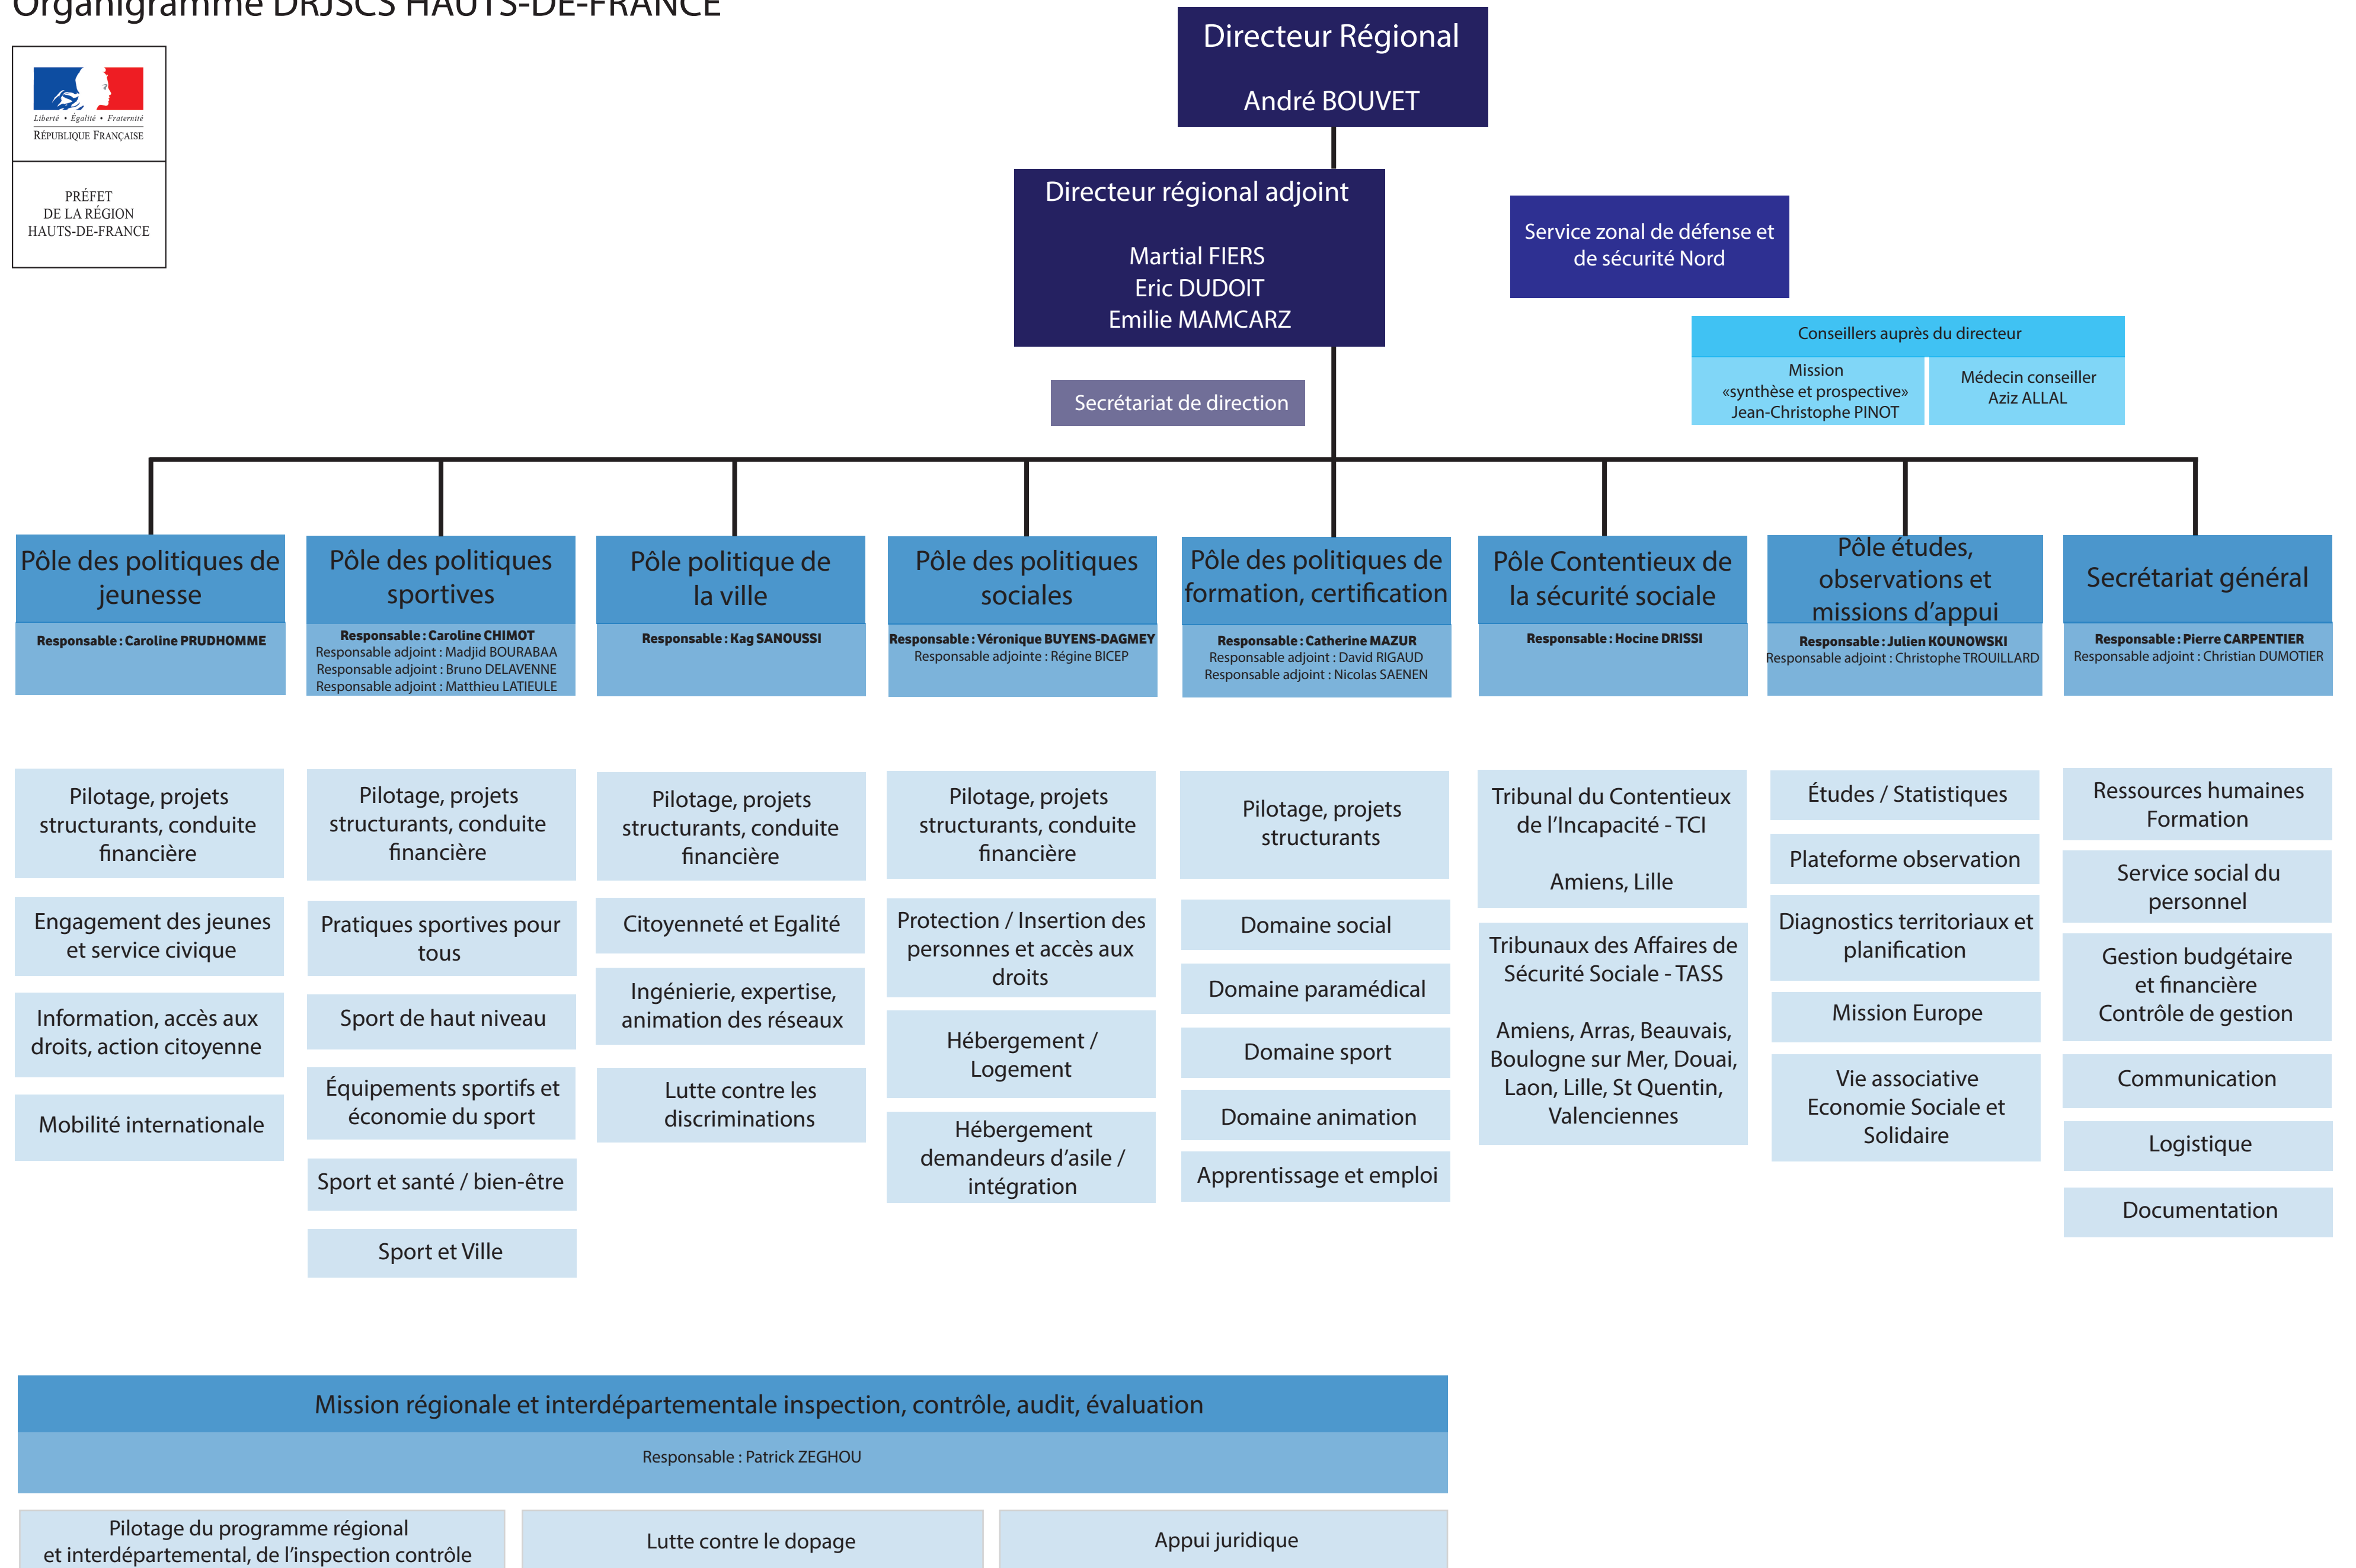 Organigramme DRJSCS HAUTS-DE-FRANCE
Liberté • Égalité • Fraternité
RÉPUBLIQUE FRANÇAISE
PRÉFET
DE LA RÉGION
HAUTS-DE-FRANCE
Directeur Régional
André BOUVET
Directeur régional adjoint
Martial FIERS
Eric DUDOIT
Emilie MAMCARZ
Service zonal de défense et
de sécurité Nord
Conseillers auprès du directeur
Mission
«synthèse et prospective»
Jean-Christophe PINOT
Médecin conseiller
Aziz ALLAL
Secrétariat de direction
Pôle des politiques de
jeunesse
Responsable : Caroline PRUDHOMME
Pôle des politiques
sportives
Responsable : Caroline CHIMOT
Responsable adjoint : Madjid BOURABAA
Responsable adjoint : Bruno DELAVENNE
Responsable adjoint : Matthieu LATIEULE
Pôle politique de
la ville
Responsable : Kag SANOUSSI
Pôle des politiques
sociales
Responsable : Véronique BUYENS-DAGMEY
Responsable adjointe : Régine BICEP
Pôle des politiques de
formation, certification
Responsable : Catherine MAZUR
Responsable adjoint : David RIGAUD
Responsable adjoint : Nicolas SAENEN
Pôle Contentieux de
la sécurité sociale
Responsable : Hocine DRISSI
Pôle études,
observations et
missions d'appui
Responsable : Julien KOUNOWSKI
Responsable adjoint : Christophe TROUILLARD
Secrétariat général
Responsable : Pierre CARPENTIER
Responsable adjoint : Christian DUMOTIER
Pilotage, projets
structurants, conduite
financière
Engagement des jeunes
et service civique
Information, accès aux
droits, action citoyenne
Mobilité internationale
Pilotage, projets
structurants, conduite
financière
Pratiques sportives pour
tous
Sport de haut niveau
Équipements sportifs et
économie du sport
Sport et santé / bien-être
Sport et Ville
Pilotage, projets
structurants, conduite
financière
Citoyenneté et Egalité
Ingénierie, expertise,
animation des réseaux
Lutte contre les
discriminations
Pilotage, projets
structurants, conduite
financière
Protection / Insertion des
personnes et accès aux
droits
Hébergement /
Logement
Hébergement
demandeurs d'asile /
intégration
Pilotage, projets
structurants
Domaine social
Domaine paramédical
Domaine sport
Domaine animation
Apprentissage et emploi
Tribunal du Contentieux
de l'Incapacité - TCI
Amiens, Lille
Tribunaux des Affaires de
Sécurité Sociale - TASS
Amiens, Arras, Beauvais,
Boulogne sur Mer, Douai,
Laon, Lille, St Quentin,
Valenciennes
Études / Statistiques
Plateforme observation
Diagnostics territoriaux et
planification
Mission Europe
Vie associative
Economie Sociale et
Solidaire
Ressources humaines
Formation
Service social du
personnel
Gestion budgétaire
et financière
Contrôle de gestion
Communication
Logistique
Documentation
Mission régionale et interdépartementale inspection, contrôle, audit, évaluation
Responsable : Patrick ZEGHOU
Pilotage du programme régional
et interdépartemental, de l'inspection contrôle
Lutte contre le dopage
Appui juridique